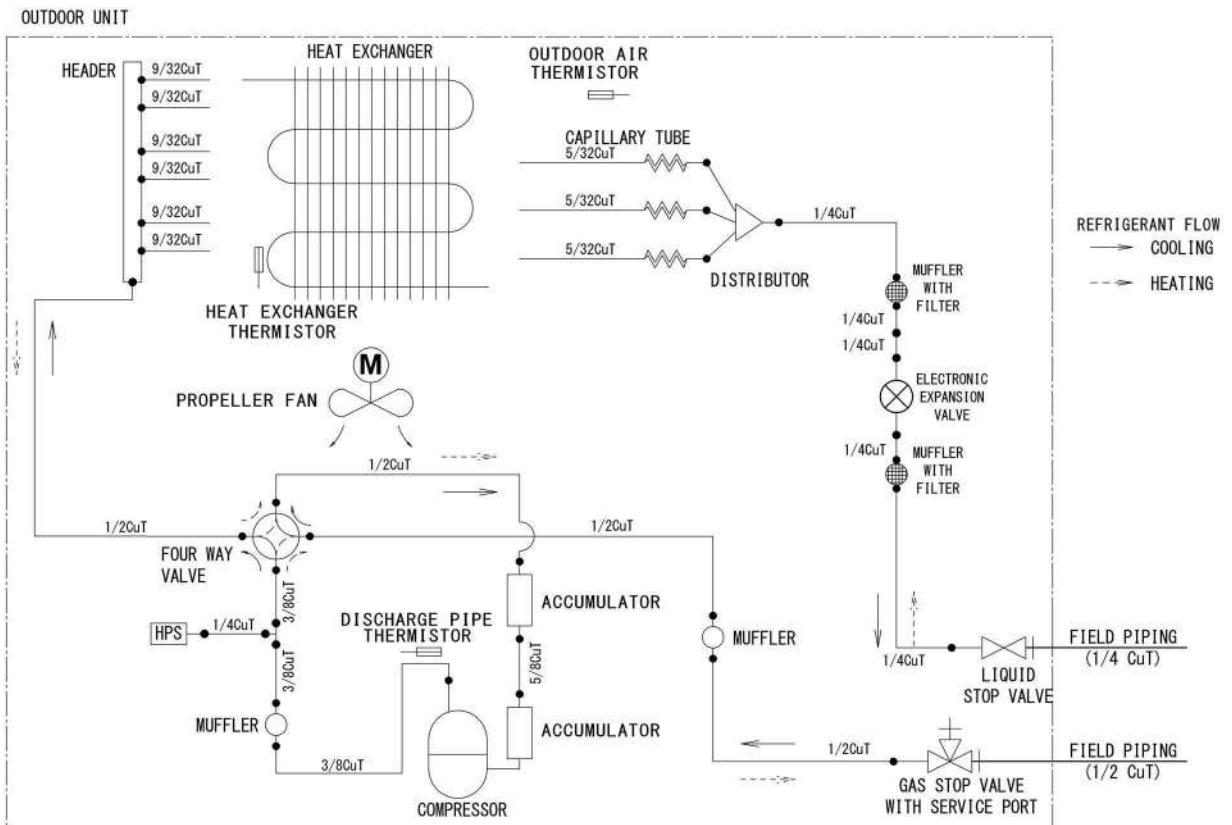 OUTDOOR UNIT
HEADER
9/32CuT
9/32CuT
9/32CuT
9/32CuT
9/32CuT
9/32CuT
HEAT EXCHANGER
HEAT EXCHANGER
THERMISTOR
OUTDOOR AIR
THERMISTOR
CAPILLARY TUBE
5/32CuT
5/32CuT
5/32CuT
DISTRIBUTOR
1/4CuT
MUFFLER
WITH
FILTER
1/4CuT
1/4CuT
ELECTRONIC
EXPANSION
VALVE
1/4CuT
MUFFLER
WITH
FILTER
REFRIGERANT FLOW
COOLING
HEATING
M
PROPELLER FAN
1/2CuT
1/2CuT
1/2CuT
FOUR WAY
VALVE
3/8CuT
HPS
1/4CuT
3/8CuT
MUFFLER
3/8CuT
DISCHARGE PIPE
THERMISTOR
COMPRESSOR
ACCUMULATOR
5/8CuT
ACCUMULATOR
MUFFLER
1/4CuT
LIQUID
STOP VALVE
FIELD PIPING
(1/4 CuT)
1/2CuT
GAS STOP VALVE
WITH SERVICE PORT
FIELD PIPING
(1/2 CuT)